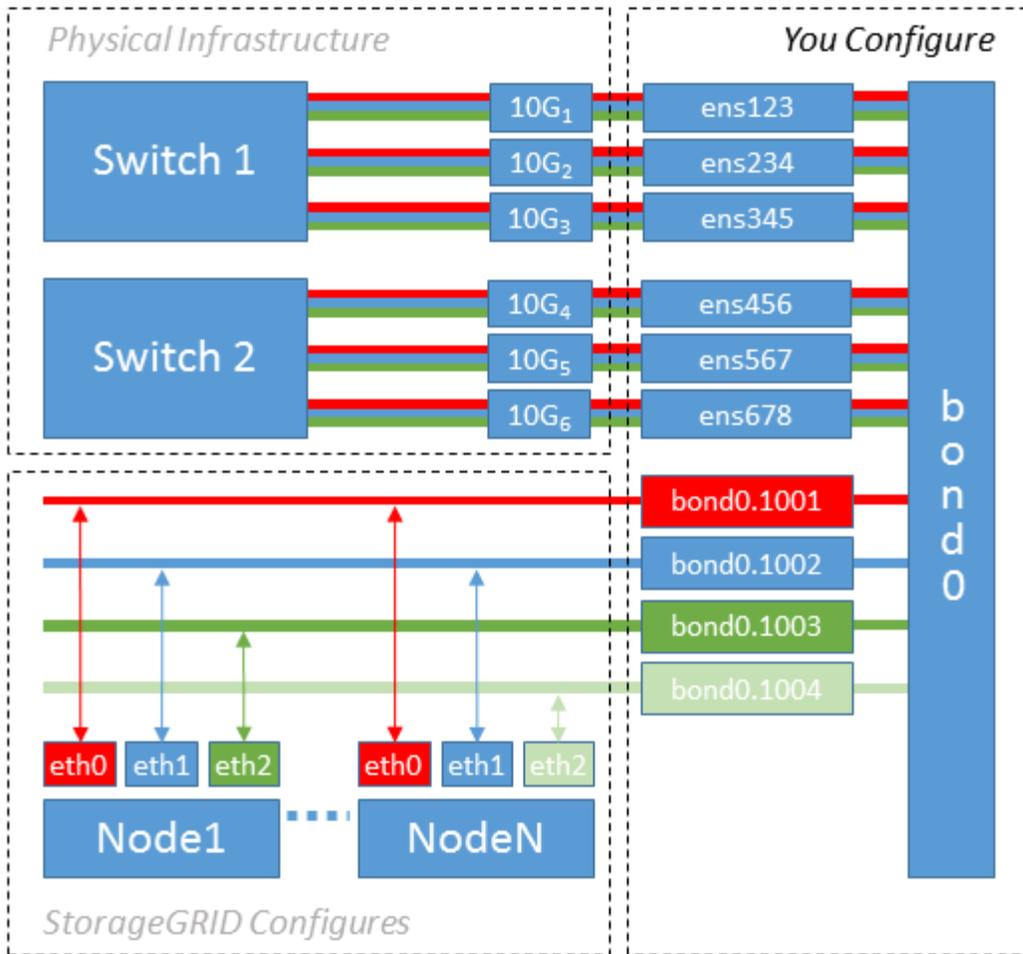 Physical Infrastructure
You Configure
Switch 1
10G₁
ens123
10G₂
ens234
10G₃
ens345
Switch 2
10G₄
ens456
10G₅
ens567
10G₆
ens678
bond0
bond0.1001
bond0.1002
bond0.1003
bond0.1004
eth0
eth1
eth2
eth0
eth1
eth2
Node1
NodeN
StorageGRID Configures